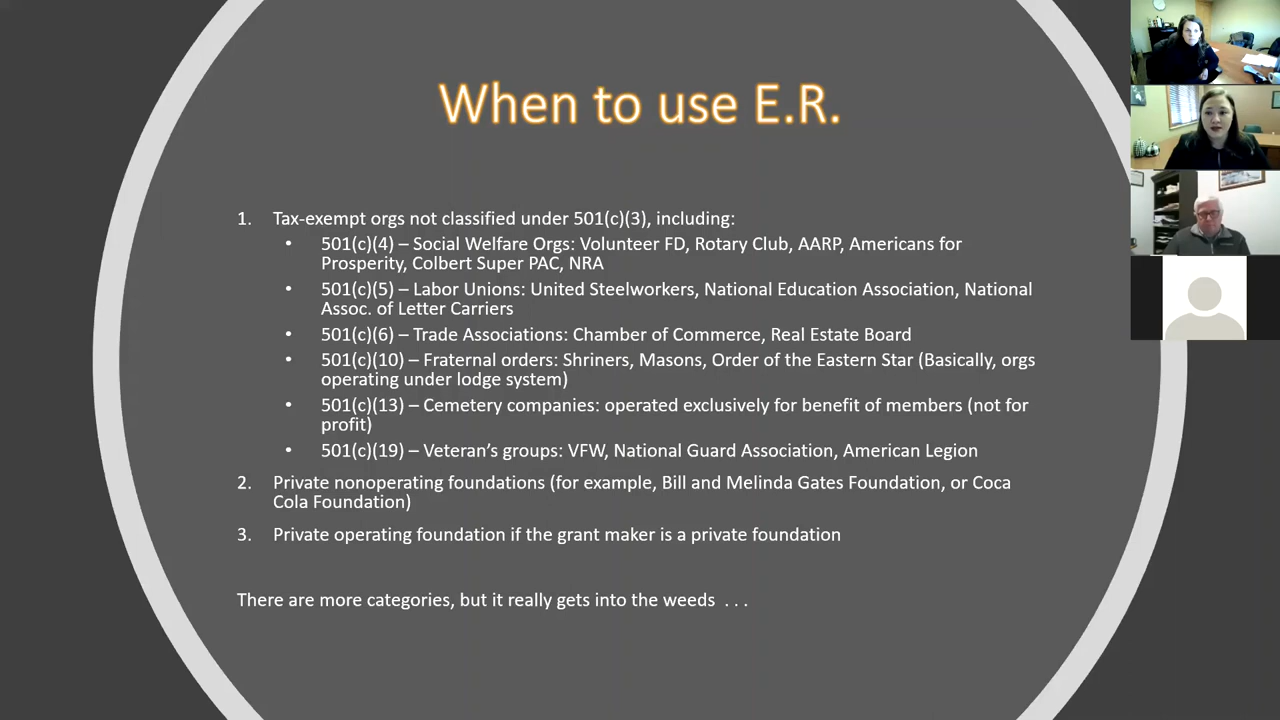 When to use E.R.
1. Tax-exempt orgs not classified under 501(c)(3), including:
• 501(c)(4) – Social Welfare Orgs: Volunteer FD, Rotary Club, AARP, Americans for
Prosperity, Colbert Super PAC, NRA
• 501(c)(5) – Labor Unions: United Steelworkers, National Education Association, National
Assoc. of Letter Carriers
• 501(c)(6) – Trade Associations: Chamber of Commerce, Real Estate Board
• 501(c)(10) – Fraternal orders: Shriners, Masons, Order of the Eastern Star (Basically, orgs
operating under lodge system)
• 501(c)(13) – Cemetery companies: operated exclusively for benefit of members (not for
profit)
• 501(c)(19) – Veteran’s groups: VFW, National Guard Association, American Legion
2. Private nonoperating foundations (for example, Bill and Melinda Gates Foundation, or Coca
Cola Foundation)
3. Private operating foundation if the grant maker is a private foundation
There are more categories, but it really gets into the weeds . . .